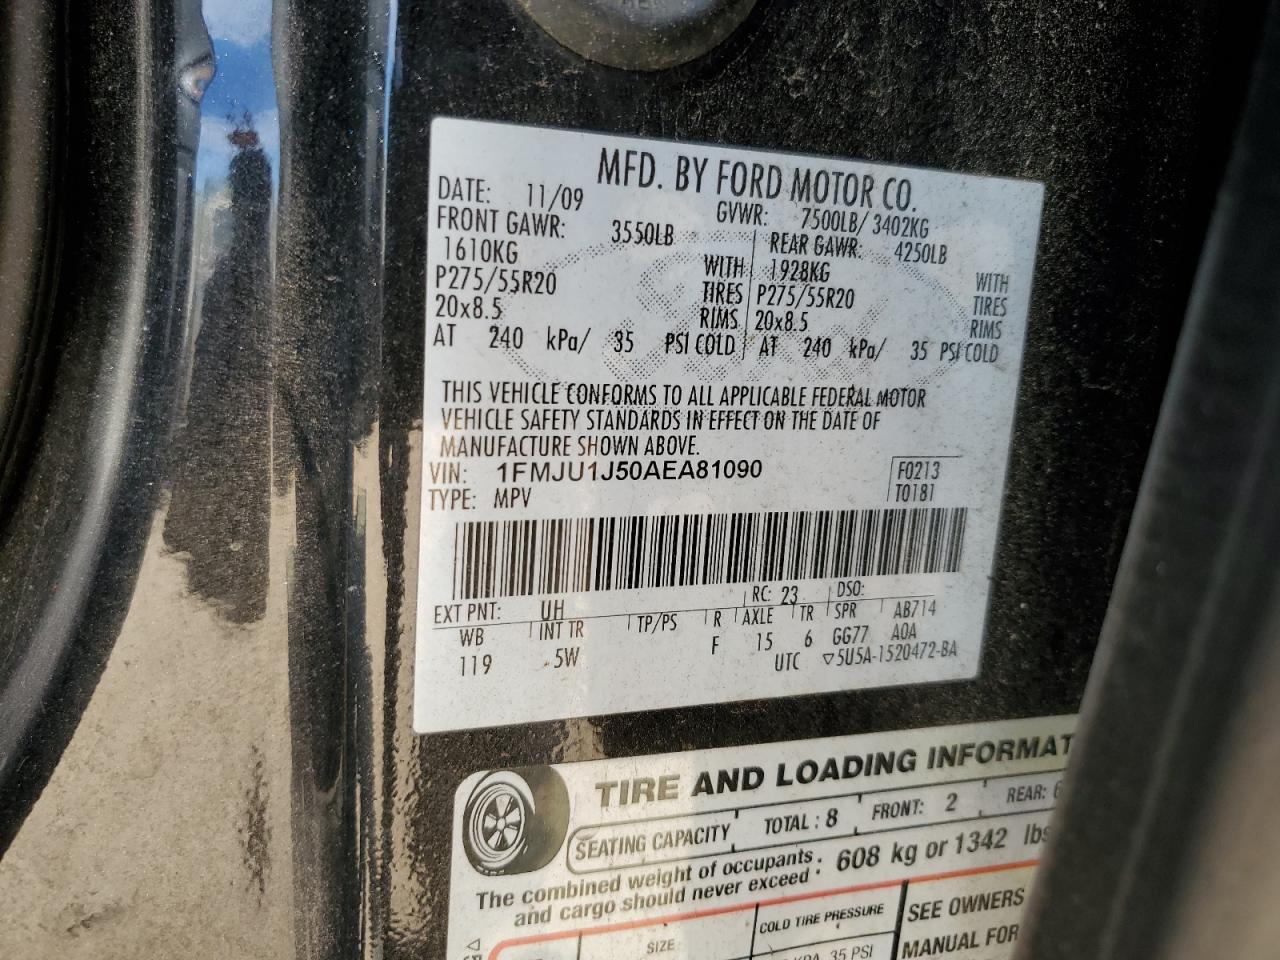 MFD. BY FORD MOTOR CO.
DATE: 11/09 GVWR: 7500LB/ 3402KG
FRONT GAWR: 3550LB REAR GAWR: 4250LB
1610KG WITH 1928KG WITH
P275/55R20 TIRES P275/55R20 TIRES
20x8.5 RIMS 20x8.5 RIMS
AT 240 kPa/ 35 PSI COLD AT 240 kPa/ 35 PSI COLD
THIS VEHICLE CONFORMS TO ALL APPLICABLE FEDERAL MOTOR
VEHICLE SAFETY STANDARDS IN EFFECT ON THE DATE OF
MANUFACTURE SHOWN ABOVE.
VIN: 1FMJU1J50AEA81090 F0213
TYPE: MPV T0181
EXT PNT: UH RC: 23 DSO:
WB INT TR TP/PS R AXLE TR SPR AB714
119 5W F 15 6 GG77 A0A
UTC ▽5U5A-1520472-BA
TIRE AND LOADING
SEATING CAPACITY TOTAL: 8 FRONT: 2 REAR:
The combined weight of occupants and cargo should never exceed: 608 kg or 1342 lbs
SIZE COLD TIRE PRESSURE SEE OWNERS
35 PSI MANUAL FOR